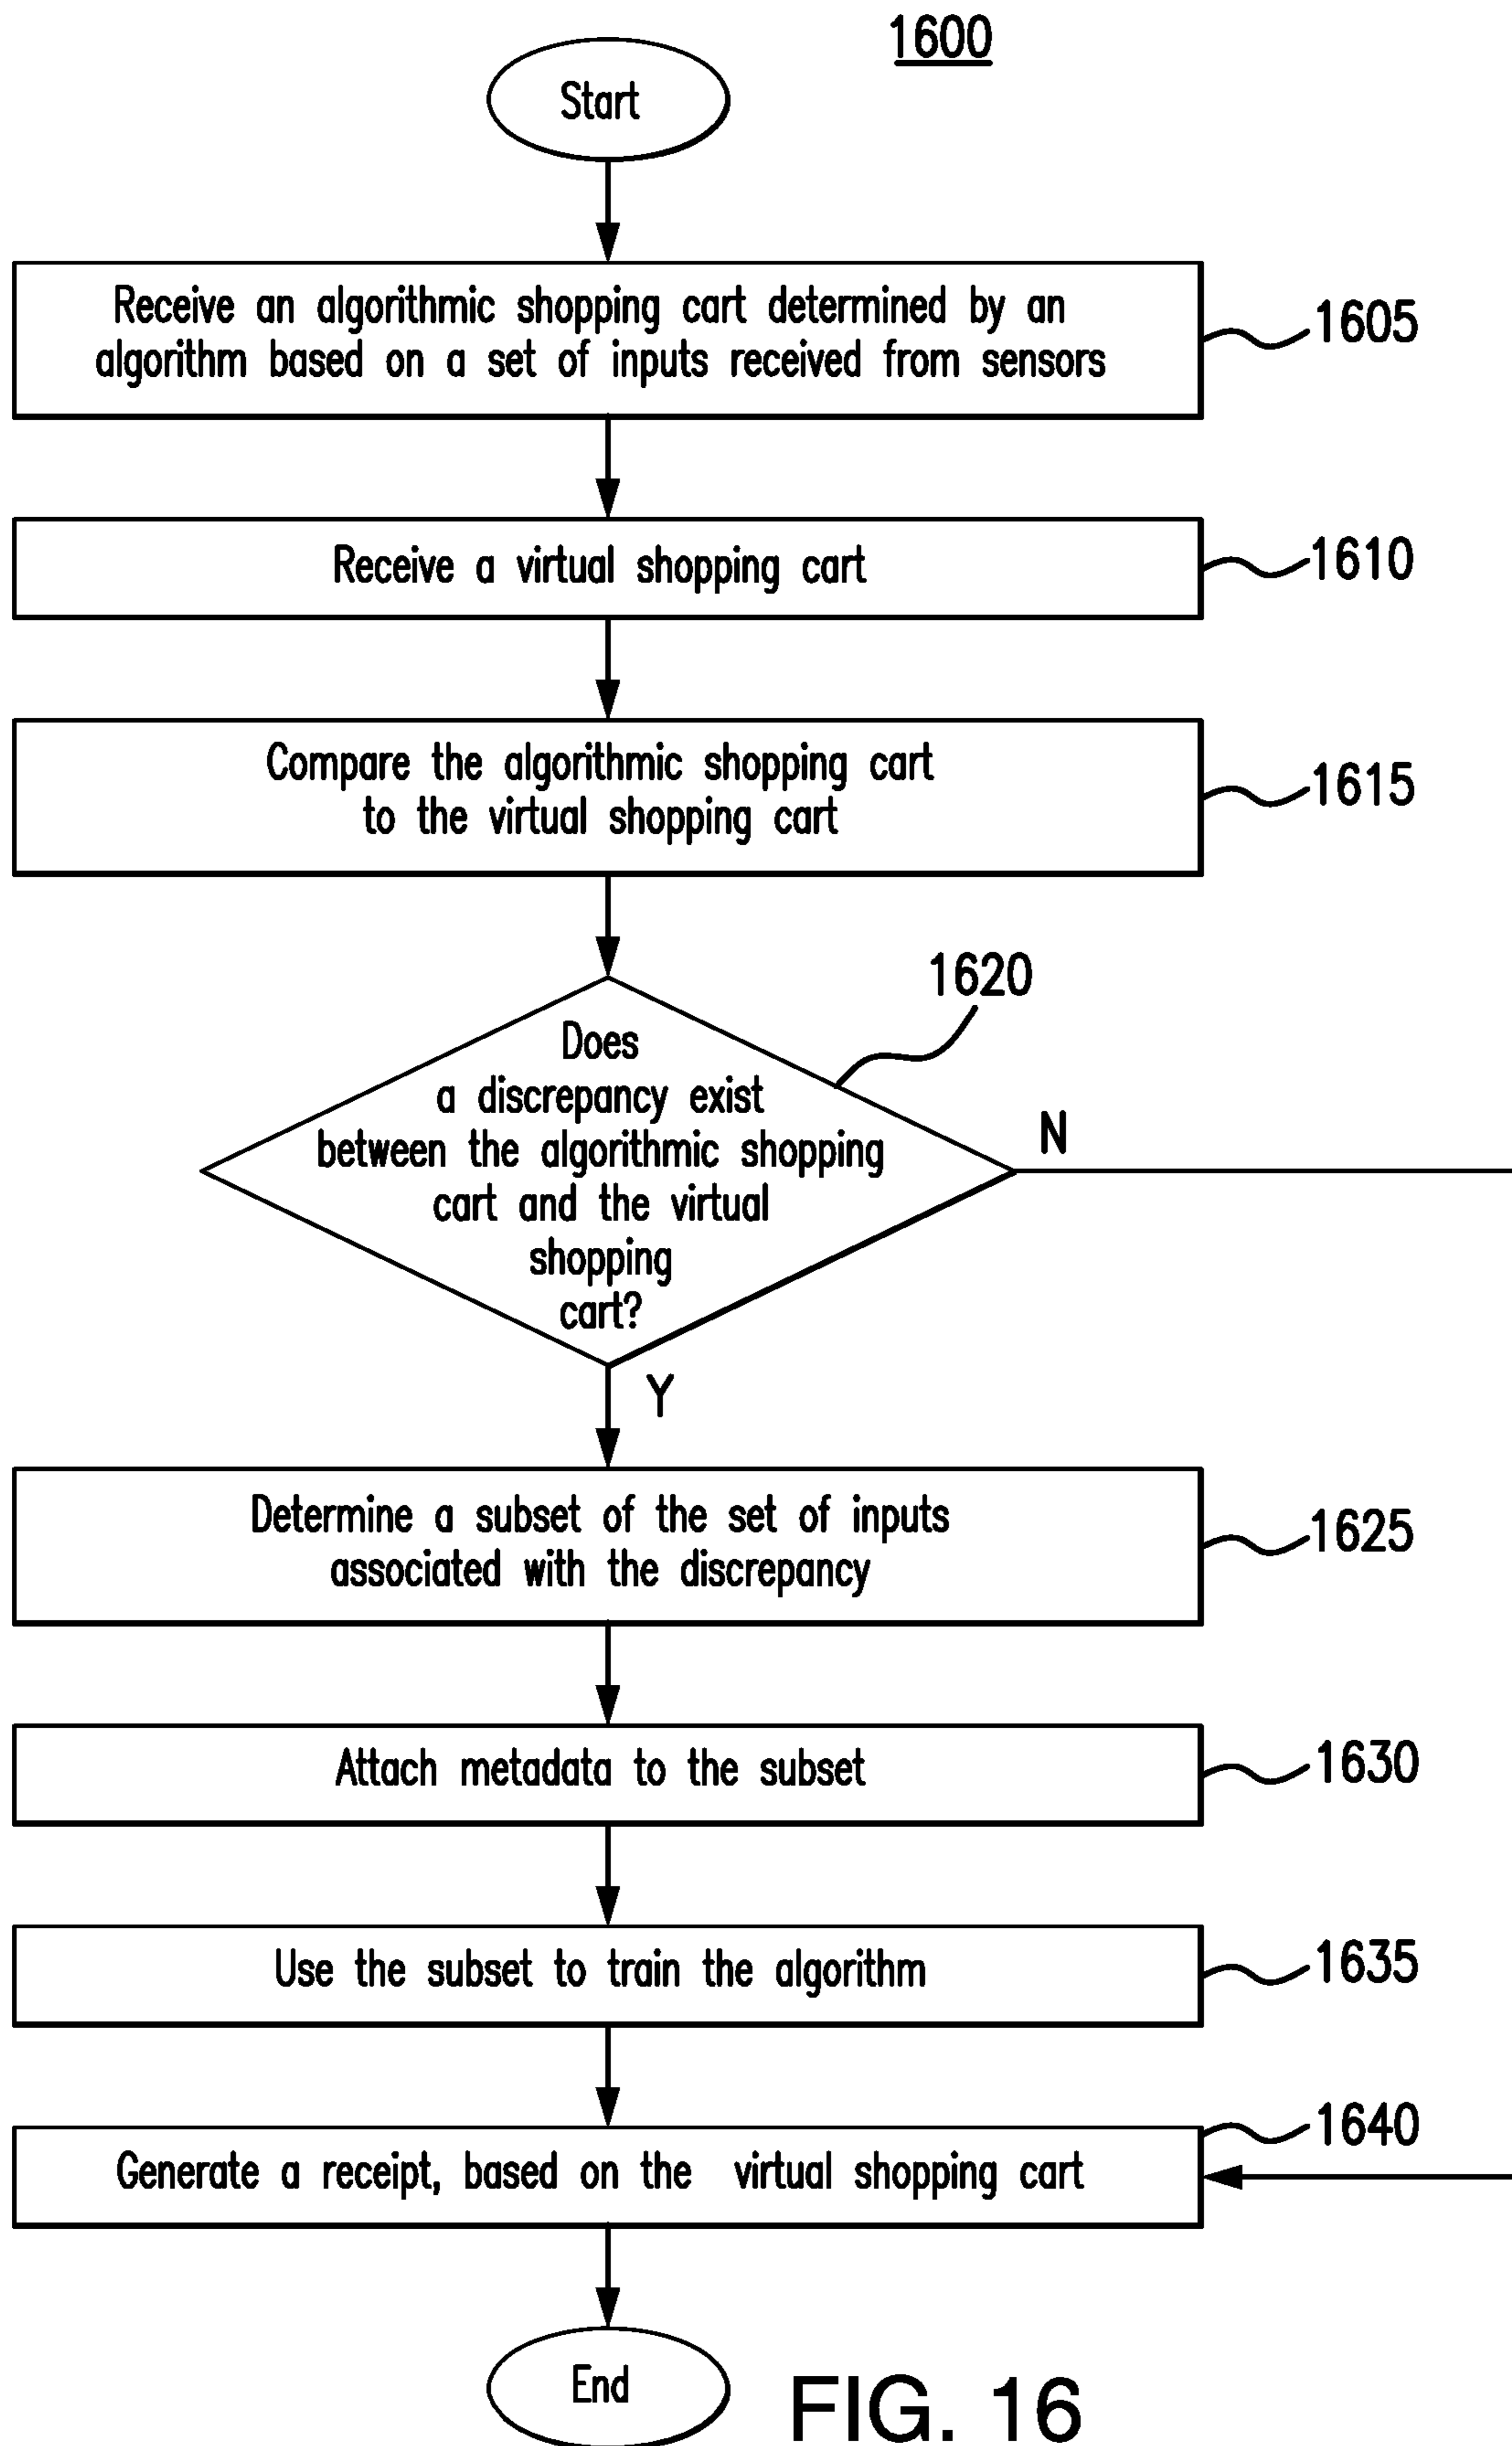 1600
Start
Receive an algorithmic shopping cart determined by an
algorithm based on a set of inputs received from sensors
1605
Receive a virtual shopping cart
1610
Compare the algorithmic shopping cart
to the virtual shopping cart
1615
1620
Does
a discrepancy exist
between the algorithmic shopping
cart and the virtual
shopping
cart?
N
Y
Determine a subset of the set of inputs
associated with the discrepancy
1625
Attach metadata to the subset
1630
Use the subset to train the algorithm
1635
Generate a receipt, based on the virtual shopping cart
1640
End
FIG. 16